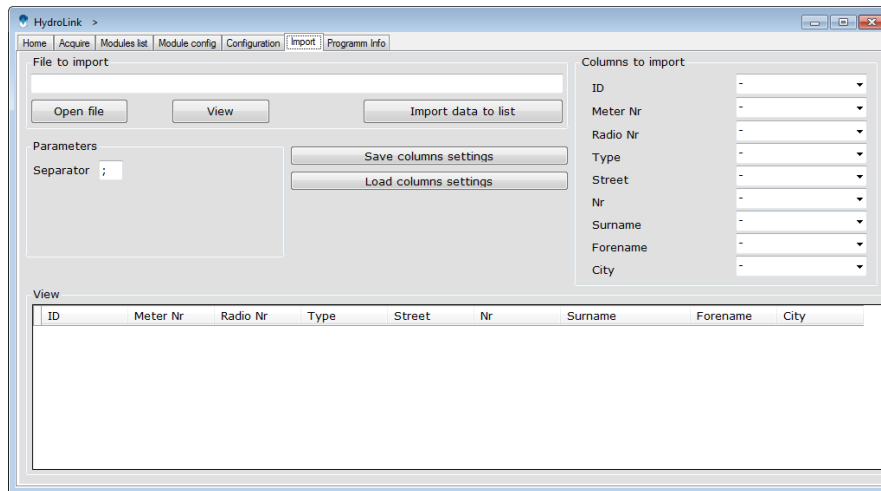 HydroLink >
Home Acquire Modules list Module config Configuration Import Programm Info
File to import
Open file View Import data to list
Parameters
Separator ;
Save columns settings
Load columns settings
Columns to import
ID -
Meter Nr -
Radio Nr -
Type -
Street -
Nr -
Surname -
Forename -
City -
View
ID Meter Nr Radio Nr Type Street Nr Surname Forename City